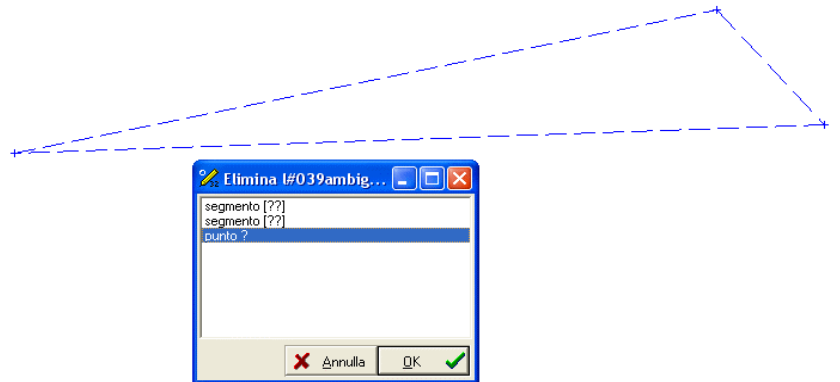 Elimina l#039ambig...
segmento [??]
segmento [??]
punto ?
Annulla
OK